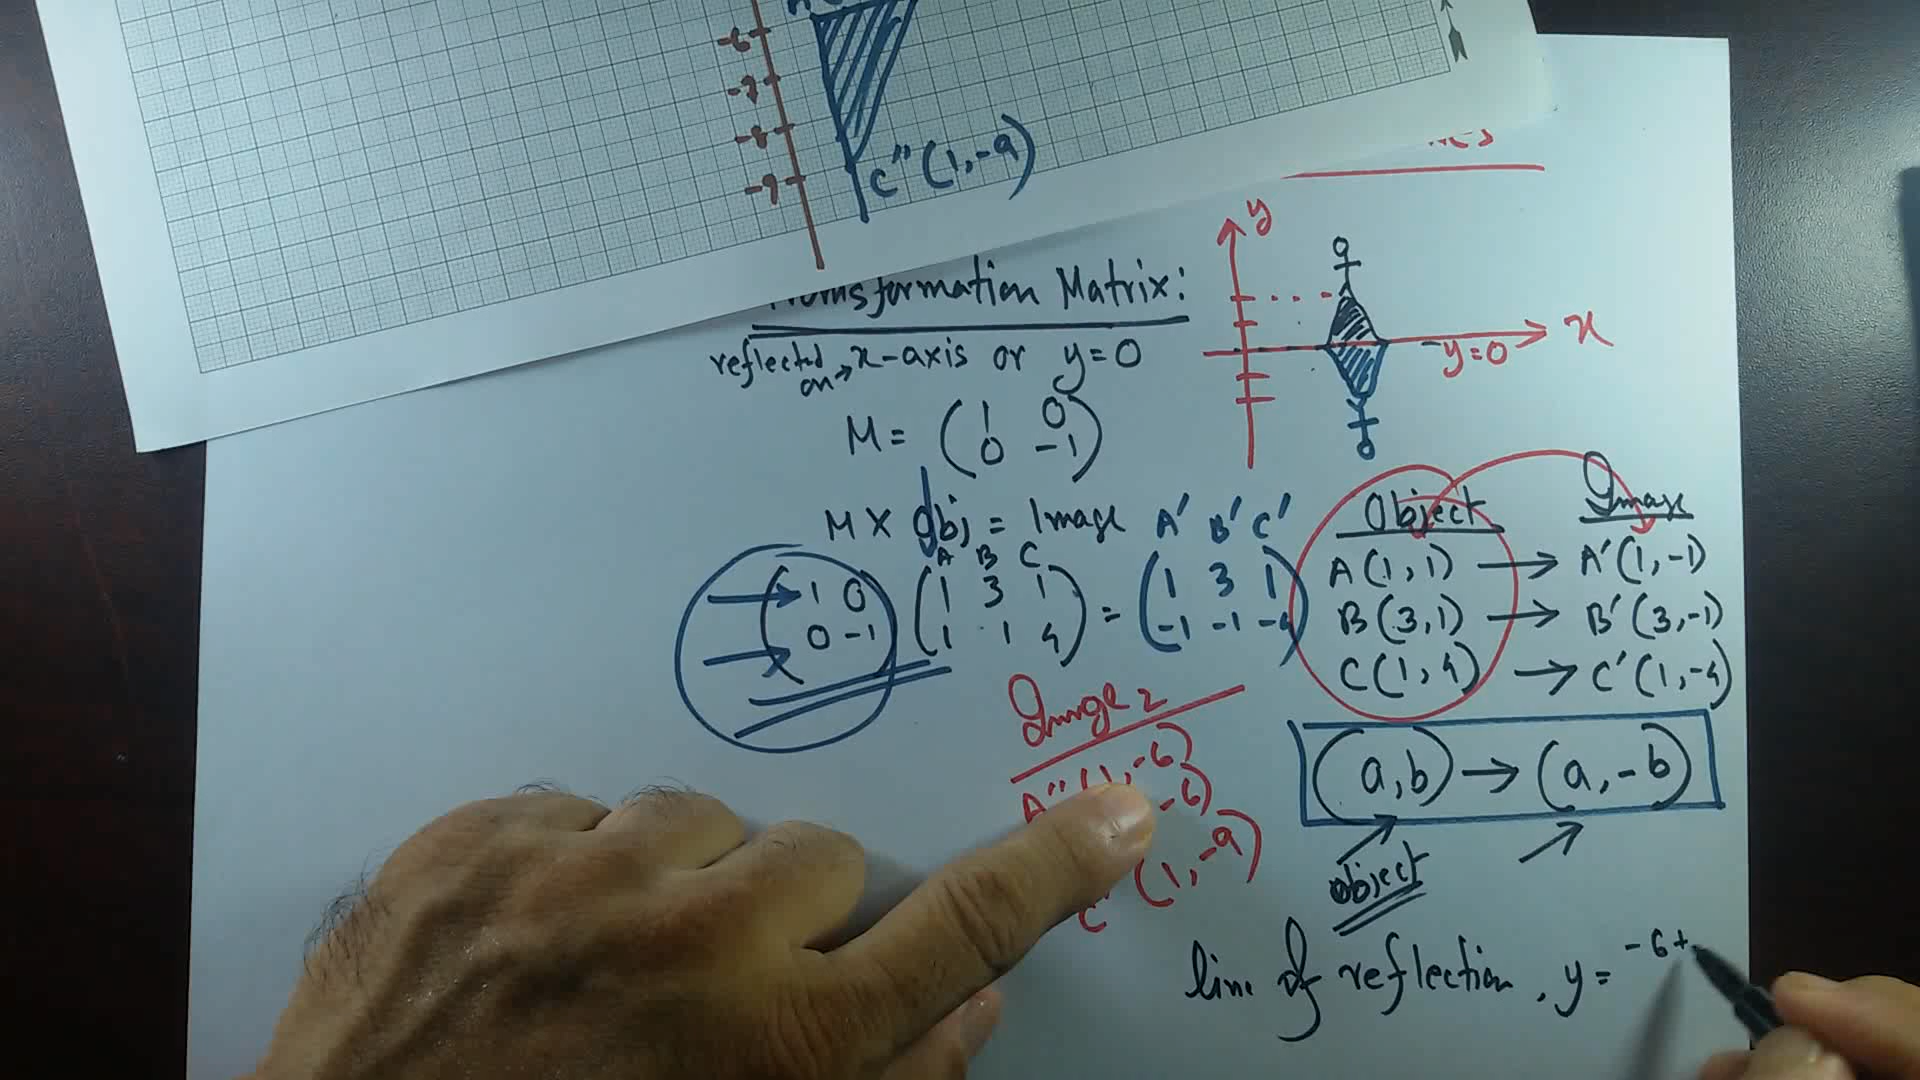 -6
-7
-8
-9
C''(1,-9)
y
Transformation Matrix:
reflected on → x-axis or y=0
x
-y=0
M = (1 0
0 -1)
M X Obj = Image
A' B' C'
A B C
(1 0
0 -1)
(1 3 1
1 1 4)
=
(1 3 1
-1 -1 -4)
Object Image
A(1,1) → A'(1,-1)
B(3,1) → B'(3,-1)
C(1,4) → C'(1,-4)
(a,b) → (a,-b)
object
Image 2
A''(1,-6)
-6)
C' (1,-9)
line of reflection, y = -6+